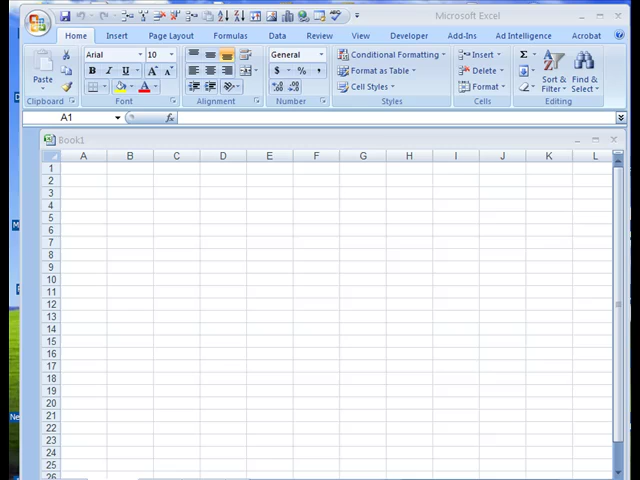 Microsoft Excel
Home Insert Page Layout Formulas Data Review View Developer Add-Ins Ad Intelligence Acrobat
Arial 10 General Conditional Formatting Insert Σ
Paste B I U A A $ % , Format as Table Delete Sort & Find &
A Cell Styles Format Filter Select
Clipboard Font Alignment Number Styles Cells Editing
A1 fx
Book1
A B C D E F G H I J K L
1
2
3
4
5
6
7
8
9
10
11
12
13
14
15
16
17
18
19
20
21
22
23
24
25
26